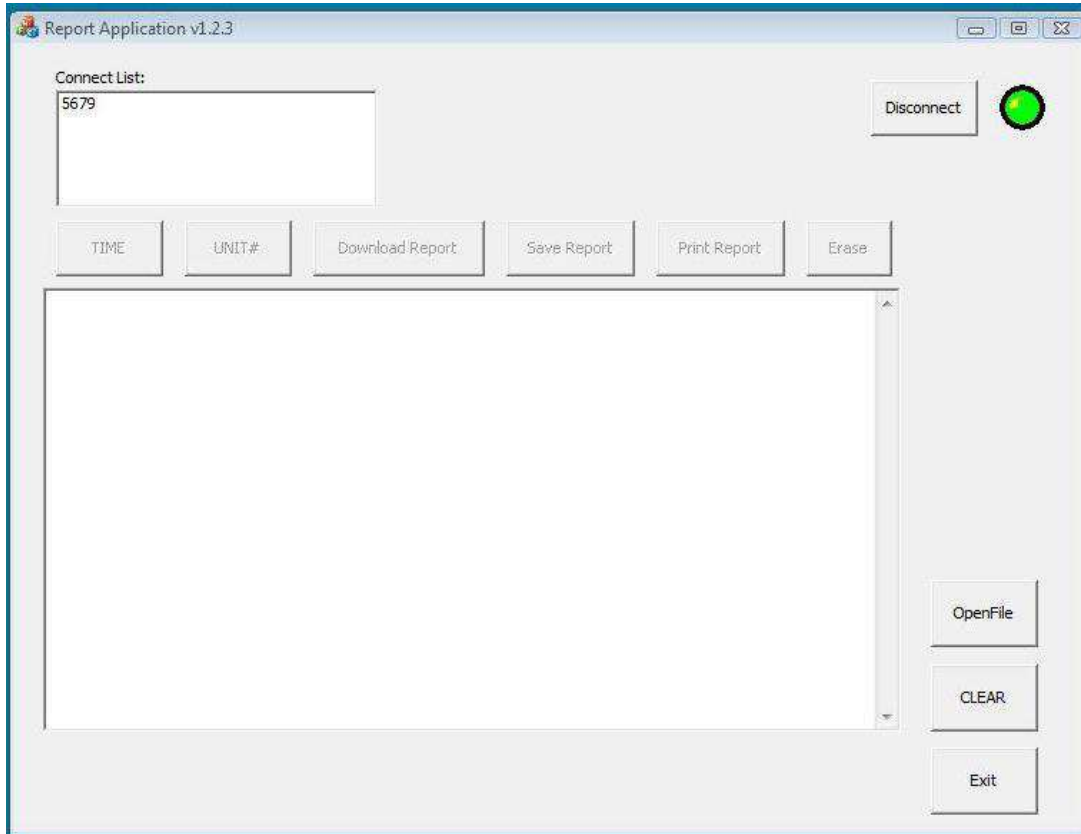 Report Application v1.2.3
Connect List:
5679
Disconnect
TIME
UNIT#
Download Report
Save Report
Print Report
Erase
OpenFile
CLEAR
Exit